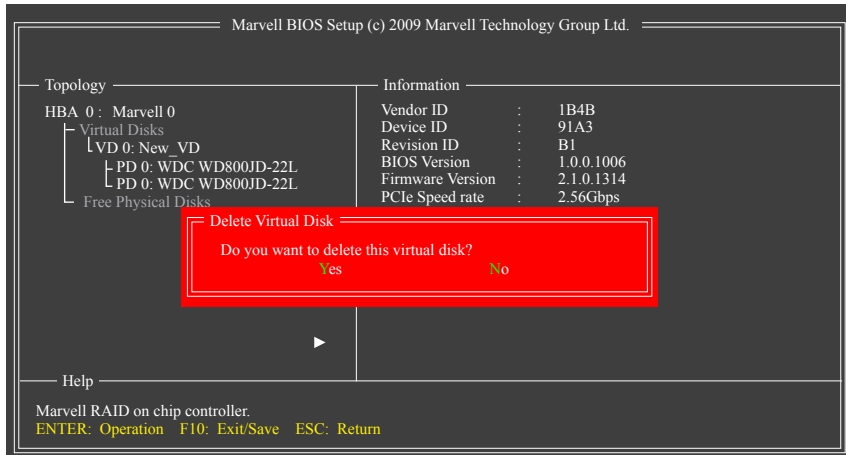 Marvell BIOS Setup (c) 2009 Marvell Technology Group Ltd.
Topology
HBA 0 : Marvell 0
Virtual Disks
VD 0: New_VD
PD 0: WDC WD800JD-22L
PD 0: WDC WD800JD-22L
Free Physical Disks
Information
Vendor ID : 1B4B
Device ID : 91A3
Revision ID : B1
BIOS Version : 1.0.0.1006
Firmware Version : 2.1.0.1314
PCIe Speed rate : 2.56Gbps
Delete Virtual Disk
Do you want to delete this virtual disk?
Yes No
Help
Marvell RAID on chip controller.
ENTER: Operation F10: Exit/Save ESC: Return